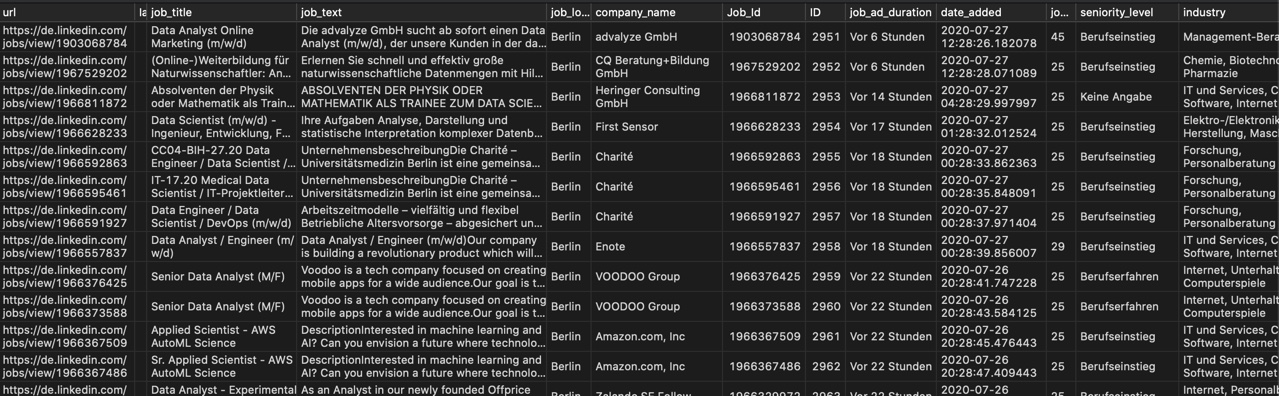 url la job_title job_text job_lo... company_name Job_Id ID job_ad_duration date_added jo... seniority_level industry
https://de.linkedin.com/ Data Analyst Online Die advalyze GmbH sucht ab sofort einen Data 2020-07-27
Berlin advalyze GmbH 1903068784 2951 Vor 6 Stunden 45 Berufseinstieg Management-Bera
jobs/view/1903068784 Marketing (m/w/d) Analyst (m/w/d), der unsere Kunden in der da... 12:28:26.182078
https://de.linkedin.com/ (Online-)Weiterbildung für Erlernen Sie schnell und effektiv große CQ Beratung+Bildung 2020-07-27 Chemie, Biotechno
Berlin 1967529202 2952 Vor 6 Stunden 25 Berufseinstieg
jobs/view/1967529202 Naturwissenschaftler: An... naturwissenschaftliche Datenmengen mit Hil... GmbH 12:28:28.071089 Pharmazie
https://de.linkedin.com/ Absolventen der Physik ABSOLVENTEN DER PHYSIK ODER Heringer Consulting 2020-07-27 IT und Services, C
Berlin 1966811872 2953 Vor 14 Stunden 25 Keine Angabe
jobs/view/1966811872 oder Mathematik als Train... MATHEMATIK ALS TRAINEE ZUM DATA SCIE... GmbH 04:28:29.997997 Software, Internet
https://de.linkedin.com/ Data Scientist (m/w/d) - Ihre Aufgaben Analyse, Darstellung und 2020-07-27 Elektro-/Elektronik
Berlin First Sensor 1966628233 2954 Vor 17 Stunden 25 Berufseinstieg
jobs/view/1966628233 Ingenieur, Entwicklung, F... statistische Interpretation komplexer Datenb... 01:28:32.012524 Herstellung, Masc
https://de.linkedin.com/ CC04-BIH-27.20 Data UnternehmensbeschreibungDie Charité – 2020-07-27 Forschung,
Berlin Charité 1966592863 2955 Vor 18 Stunden 25 Berufseinstieg
jobs/view/1966592863 Engineer / Data Scientist /... Universitätsmedizin Berlin ist eine gemeinsa... 00:28:33.862363 Personalberatung
https://de.linkedin.com/ IT-17.20 Medical Data UnternehmensbeschreibungDie Charité – 2020-07-27 Forschung,
Berlin Charité 1966595461 2956 Vor 18 Stunden 25 Berufseinstieg
jobs/view/1966595461 Scientist / IT-Projektleiter... Universitätsmedizin Berlin ist eine gemeinsa... 00:28:35.848091 Personalberatung
https://de.linkedin.com/ Data Engineer / Data Arbeitszeitmodelle – vielfältig und flexibel 2020-07-27 Forschung,
Berlin Charité 1966591927 2957 Vor 18 Stunden 25 Berufseinstieg
jobs/view/1966591927 Scientist / DevOps (m/w/d) Betriebliche Altersvorsorge – abgesichert un... 00:28:37.971404 Personalberatung
https://de.linkedin.com/ Data Analyst / Engineer (m/ Data Analyst / Engineer (m/w/d)Our company 2020-07-27 IT und Services, C
Berlin Enote 1966557837 2958 Vor 18 Stunden 29 Berufseinstieg
jobs/view/1966557837 w/d) is building a revolutionary product which will... 00:28:39.856007 Software, Internet
https://de.linkedin.com/ Voodoo is a tech company focused on creating 2020-07-26 Internet, Unterhalt
Senior Data Analyst (M/F) Berlin VOODOO Group 1966376425 2959 Vor 22 Stunden 25 Berufserfahren
jobs/view/1966376425 mobile apps for a wide audience.Our goal is t... 20:28:41.747228 Computerspiele
https://de.linkedin.com/ Voodoo is a tech company focused on creating 2020-07-26 Internet, Unterhalt
Senior Data Analyst (M/F) Berlin VOODOO Group 1966373588 2960 Vor 22 Stunden 25 Berufserfahren
jobs/view/1966373588 mobile apps for a wide audience.Our goal is t... 20:28:43.584125 Computerspiele
https://de.linkedin.com/ Applied Scientist - AWS DescriptionInterested in machine learning and 2020-07-26 IT und Services, C
Berlin Amazon.com, Inc 1966367509 2961 Vor 22 Stunden 25 Berufseinstieg
jobs/view/1966367509 AutoML Science AI? Can you envision a future where technolo... 20:28:45.476443 Software, Internet
https://de.linkedin.com/ Sr. Applied Scientist - AWS DescriptionInterested in machine learning and 2020-07-26 IT und Services, C
Berlin Amazon.com, Inc 1966367486 2962 Vor 22 Stunden 25 Berufseinstieg
jobs/view/1966367486 AutoML Science AI? Can you envision a future where technolo... 20:28:47.409443 Software, Internet
https://de.linkedin.com/ Data Analyst - Experimental As an Analyst in our newly founded Offprice 2020-07-26 Internet, Personalb